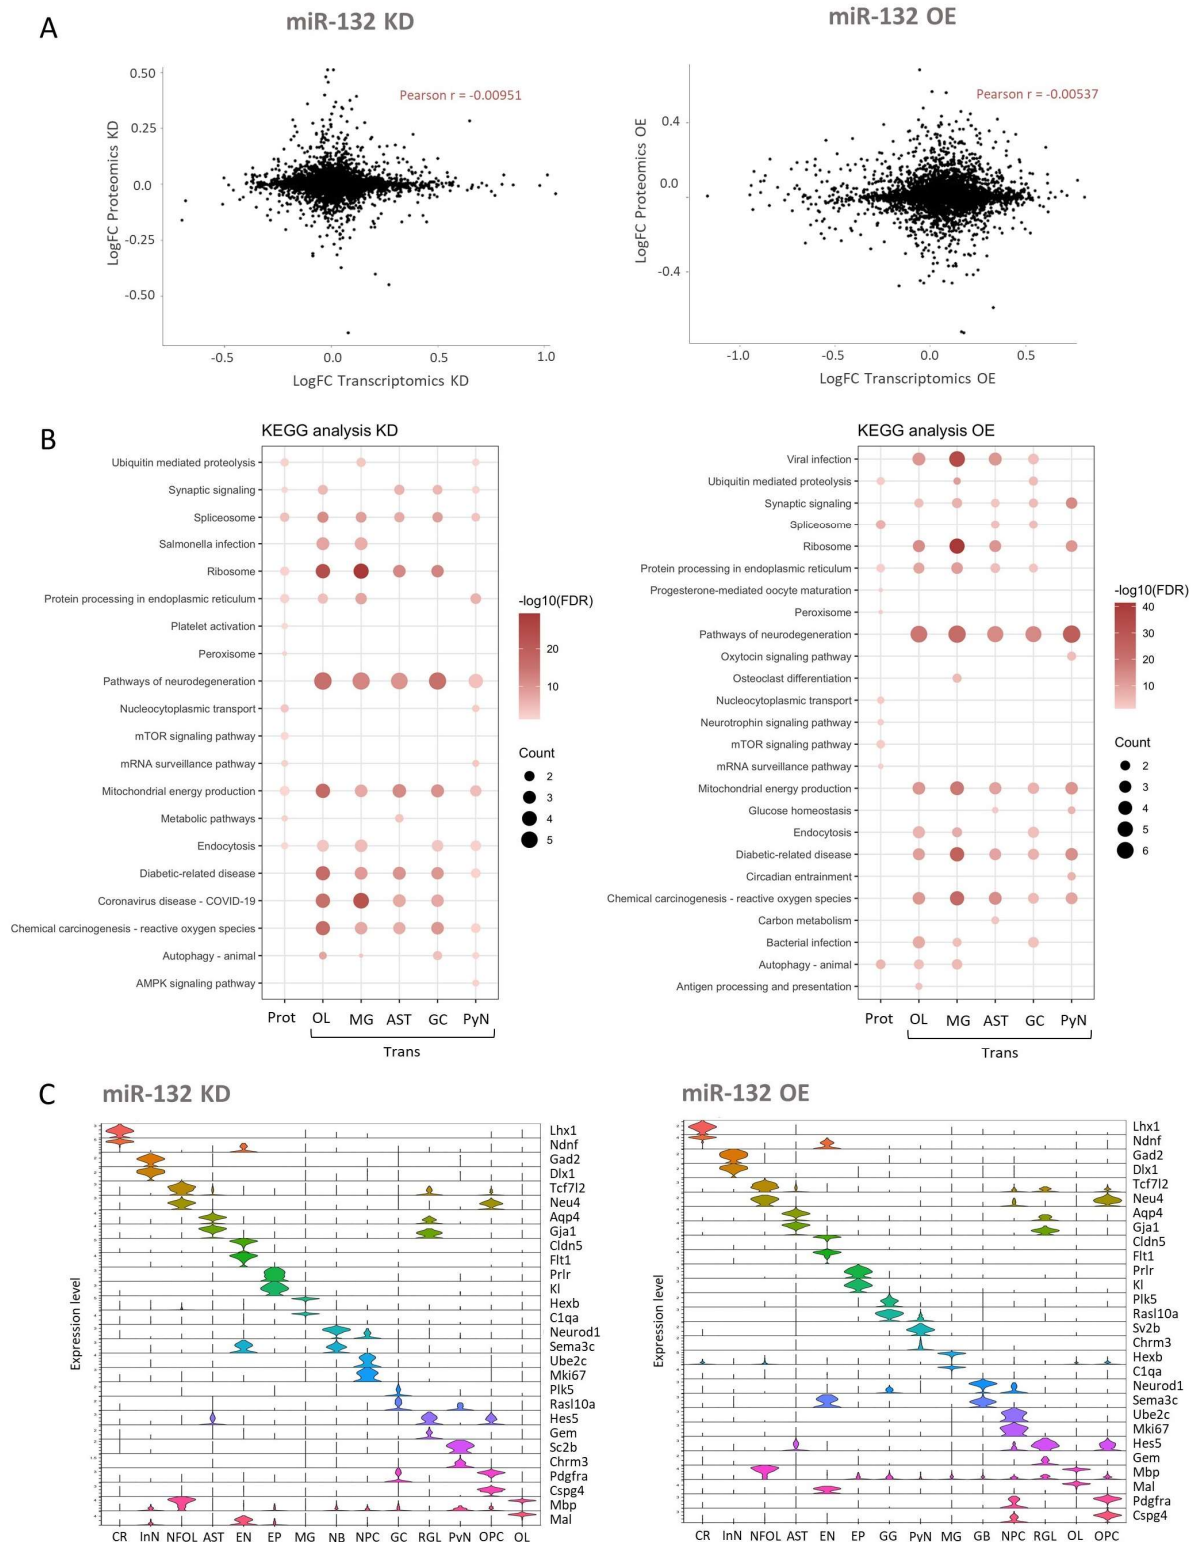 A
miR-132 KD
miR-132 OE
Pearson r = -0.00951
Pearson r = -0.00537
LogFC Proteomics KD
0.50
0.25
0.0
-0.25
-0.50
-0.5
0.0
0.5
1.0
LogFC Transcriptomics KD
LogFC Proteomics OE
0.4
0.0
-0.4
-1.0
-0.5
0.0
0.5
LogFC Transcriptomics OE
B
KEGG analysis KD
Ubiquitin mediated proteolysis
Synaptic signaling
Spliceosome
Salmonella infection
Ribosome
Protein processing in endoplasmic reticulum
Platelet activation
Peroxisome
Pathways of neurodegeneration
Nucleocytoplasmic transport
mTOR signaling pathway
mRNA surveillance pathway
Mitochondrial energy production
Metabolic pathways
Endocytosis
Diabetic-related disease
Coronavirus disease - COVID-19
Chemical carcinogenesis - reactive oxygen species
Autophagy - animal
AMPK signaling pathway
Prot OL MG AST GC PyN
Trans
-log10(FDR)
20
10
Count
2
3
4
5
KEGG analysis OE
Viral infection
Ubiquitin mediated proteolysis
Synaptic signaling
Spliceosome
Ribosome
Protein processing in endoplasmic reticulum
Progesterone-mediated oocyte maturation
Peroxisome
Pathways of neurodegeneration
Oxytocin signaling pathway
Osteoclast differentiation
Nucleocytoplasmic transport
Neurotrophin signaling pathway
mTOR signaling pathway
mRNA surveillance pathway
Mitochondrial energy production
Glucose homeostasis
Endocytosis
Diabetic-related disease
Circadian entrainment
Chemical carcinogenesis - reactive oxygen species
Carbon metabolism
Bacterial infection
Autophagy - animal
Antigen processing and presentation
Prot OL MG AST GC PyN
Trans
-log10(FDR)
40
30
20
10
Count
2
3
4
5
6
C
miR-132 KD
Expression level
Lhx1
Ndnf
Gad2
Dlx1
Tcf7l2
Neu4
Aqp4
Gja1
Cldn5
Flt1
Prlr
Kl
Hexb
C1qa
Neurod1
Sema3c
Ube2c
Mki67
Plk5
Rasl10a
Hes5
Gem
Sc2b
Chrm3
Pdgfra
Cspg4
Mbp
Mal
CR InN NFOL AST EN EP MG NB NPC GC RGL PyN OPC OL
miR-132 OE
Expression level
Lhx1
Ndnf
Gad2
Dlx1
Tcf7l2
Neu4
Aqp4
Gja1
Cldn5
Flt1
Prlr
Kl
Plk5
Rasl10a
Sv2b
Chrm3
Hexb
C1qa
Neurod1
Sema3c
Ube2c
Mki67
Hes5
Gem
Mbp
Mal
Pdgfra
Cspg4
CR InN NFOL AST EN EP GG PyN MG GB NPC RGL OL OPC